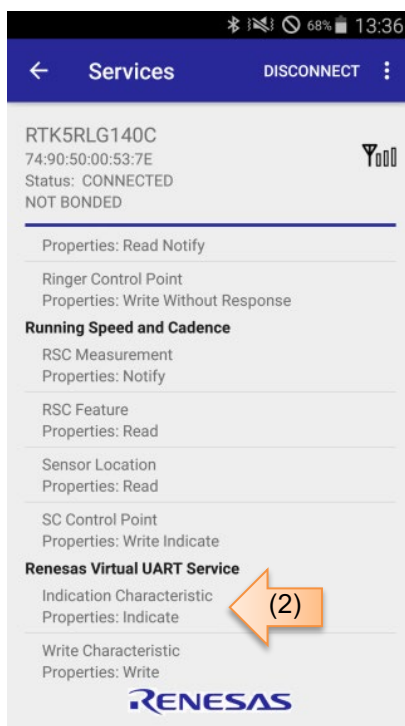 68% 13:36
Services DISCONNECT
RTK5RLG140C
74:90:50:00:53:7E
Status: CONNECTED
NOT BONDED
Properties: Read Notify
Ringer Control Point
Properties: Write Without Response
Running Speed and Cadence
RSC Measurement
Properties: Notify
RSC Feature
Properties: Read
Sensor Location
Properties: Read
SC Control Point
Properties: Write Indicate
Renesas Virtual UART Service
Indication Characteristic
Properties: Indicate
(2)
Write Characteristic
Properties: Write
RENESAS